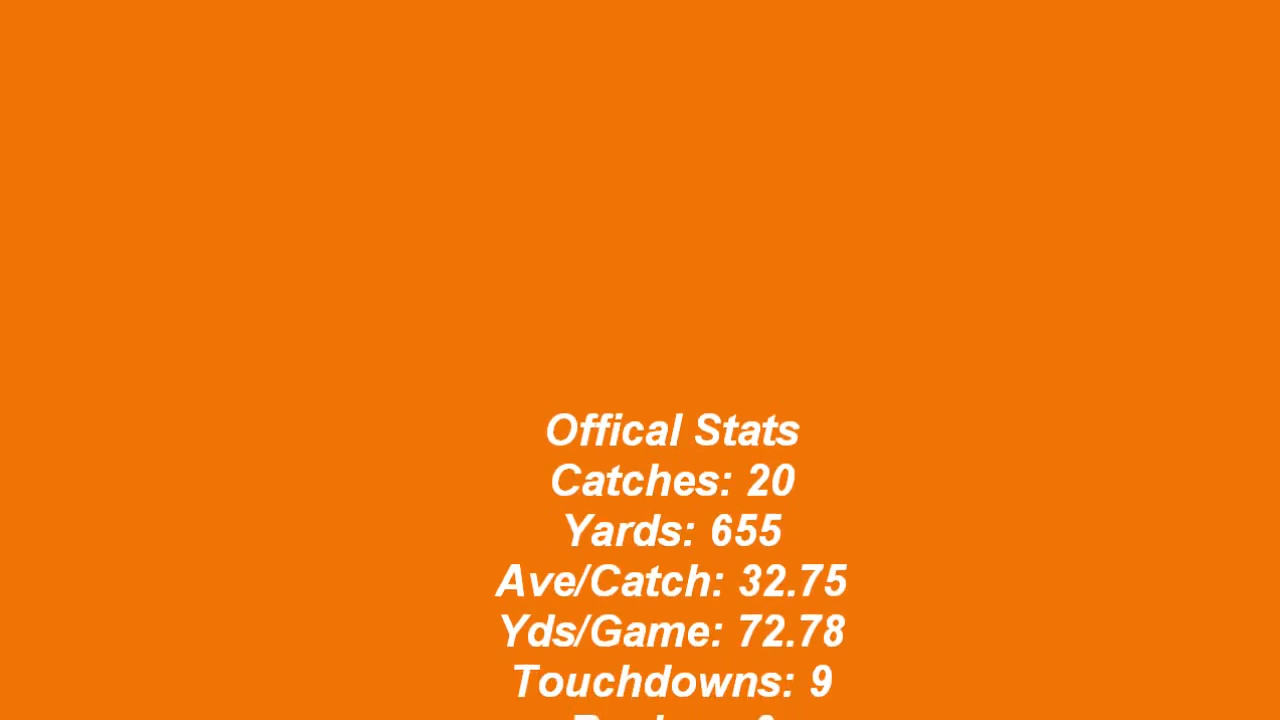 Offical Stats
Catches: 20
Yards: 655
Ave/Catch: 32.75
Yds/Game: 72.78
Touchdowns: 9